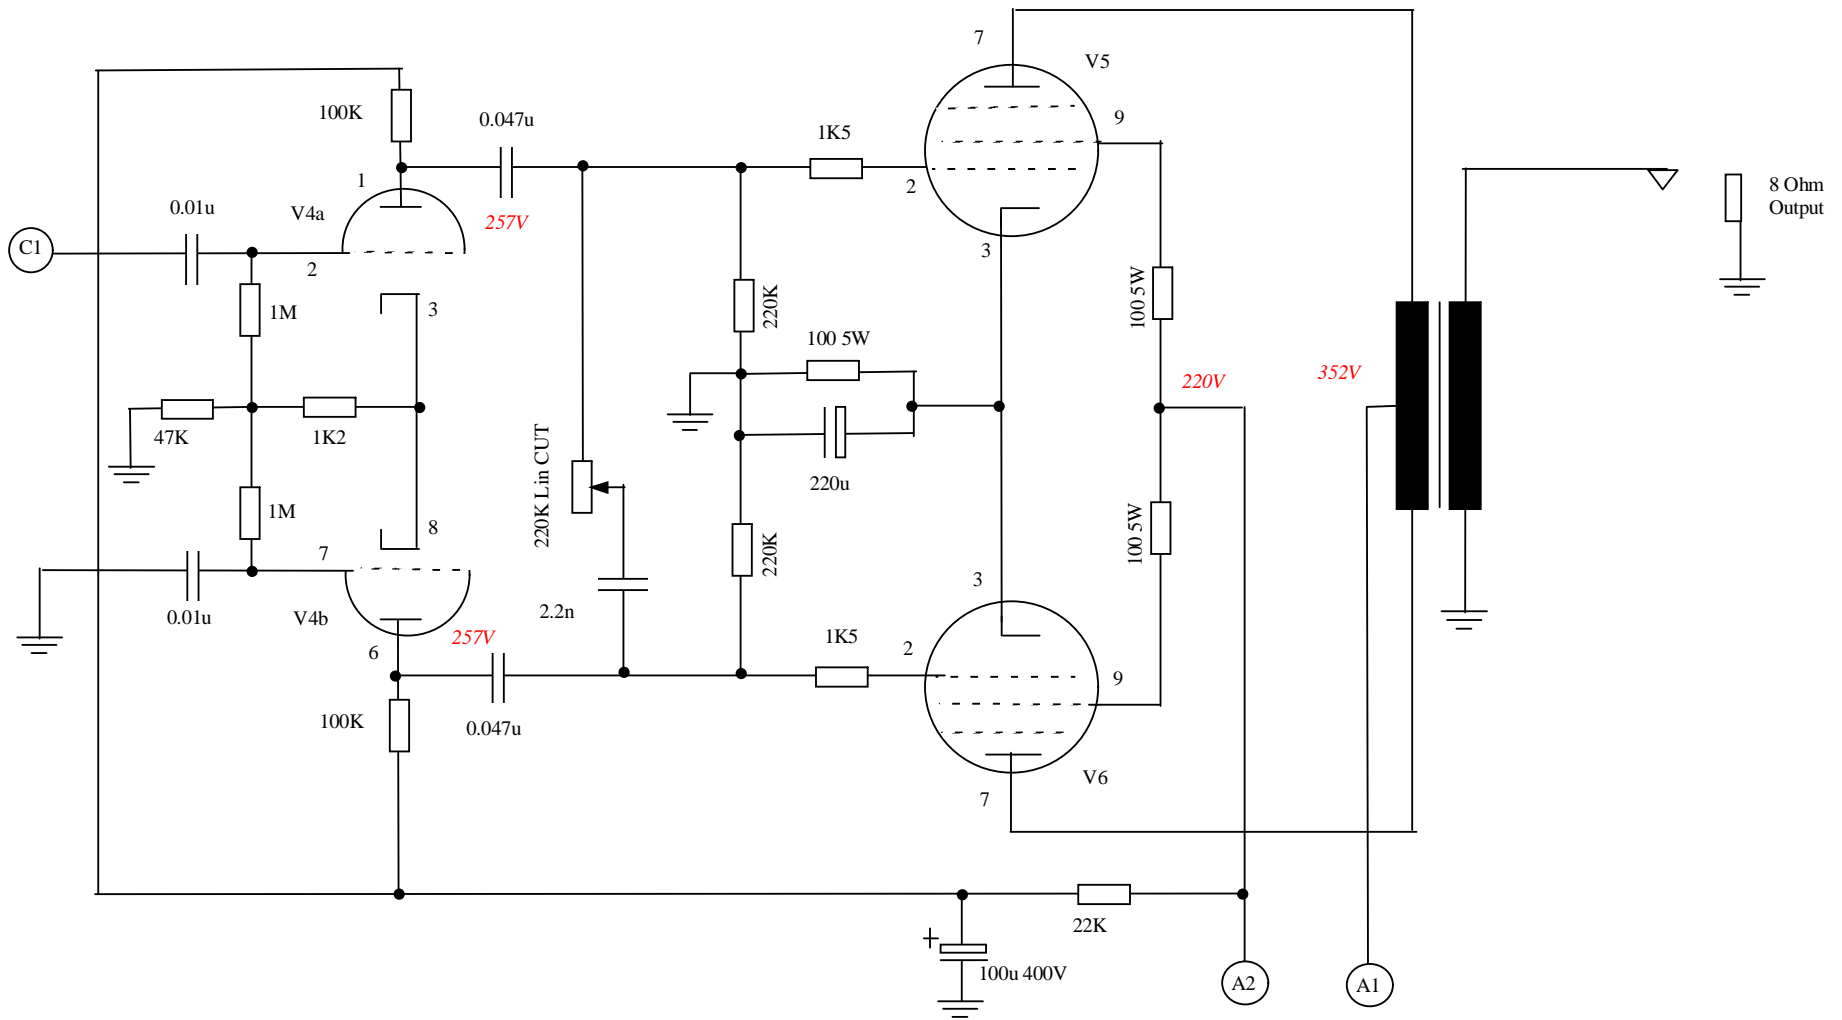 7
V5
100K
0.047u
9
1K5
1
2
8 Ohm
Output
0.01u
V4a
257V
C1
2
3
1M
3
220K
100 5W
100 5W
220V
352V
47K
1K2
220K Lin CUT
220u
1M
8
7
220K
100 5W
3
0.01u
V4b
2.2n
257V
1K5
2
6
9
100K
0.047u
V6
7
22K
+
100u 400V
A2
A1